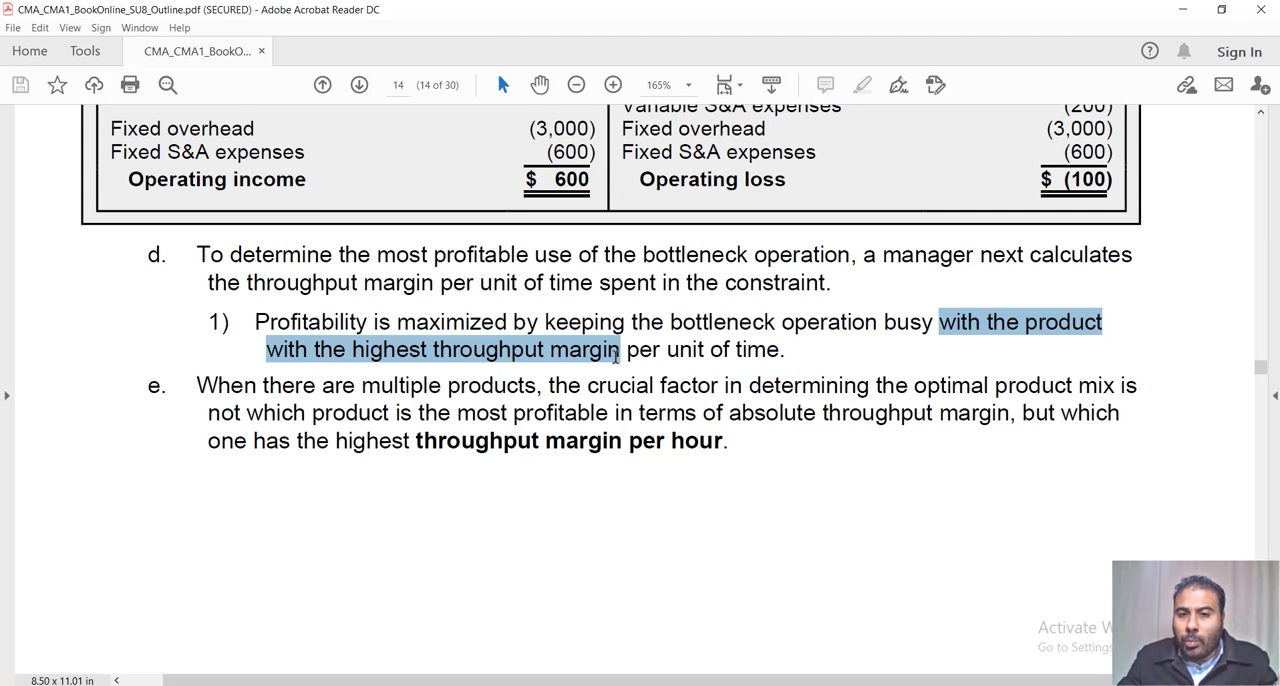 CMA_CMA1_BookOnline_SU8_Outline.pdf (SECURED) - Adobe Acrobat Reader DC
File Edit View Sign Window Help
Home Tools CMA_CMA1_BookO... × Sign In
14 (14 of 30) 165%
Variable S&A expenses (200)
Fixed overhead (3,000) Fixed overhead (3,000)
Fixed S&A expenses (600) Fixed S&A expenses (600)
Operating income $ 600 Operating loss $ (100)
d. To determine the most profitable use of the bottleneck operation, a manager next calculates
the throughput margin per unit of time spent in the constraint.
1) Profitability is maximized by keeping the bottleneck operation busy with the product
with the highest throughput margin per unit of time.
e. When there are multiple products, the crucial factor in determining the optimal product mix is
not which product is the most profitable in terms of absolute throughput margin, but which
one has the highest throughput margin per hour.
Activate W
Go to Settings
8.50 x 11.01 in